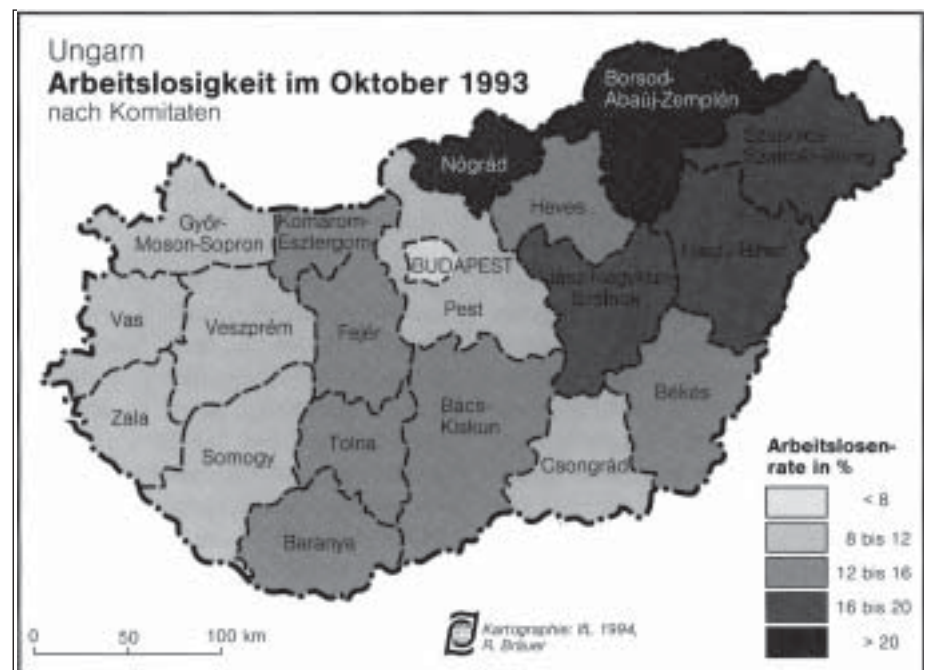 Ungarn
Arbeitslosigkeit im Oktober 1993
nach Komitaten
Borsod-
Abaúj-Zemplén
Nógrád
Heves
Győr-
Moson-Sopron
Komárom-
Esztergom
BUDAPEST
Pest
Vas
Veszprém
Fejér
Békés
Zala
Somogy
Tolna
Bács-
Kiskun
Csongrád
Baranya
Arbeitslosen-
rate in %
< 8
8 bis 12
12 bis 16
16 bis 20
> 20
0 50 100 km
Kartographie: IfL 1994,
R. Bräuer